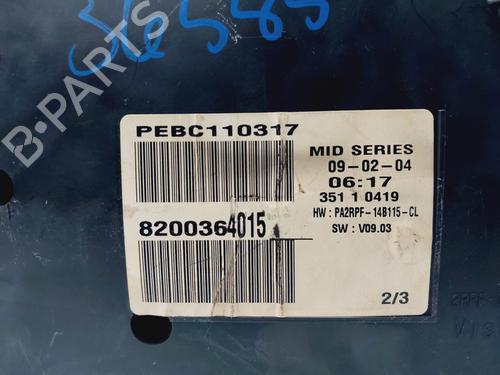 B-PARTS
PEBC110317
8200364015
MID SERIES
09-02-04
06:17
351 1 0419
HW : PA2RPF-14B115-CL
SW : V09.03
2/3